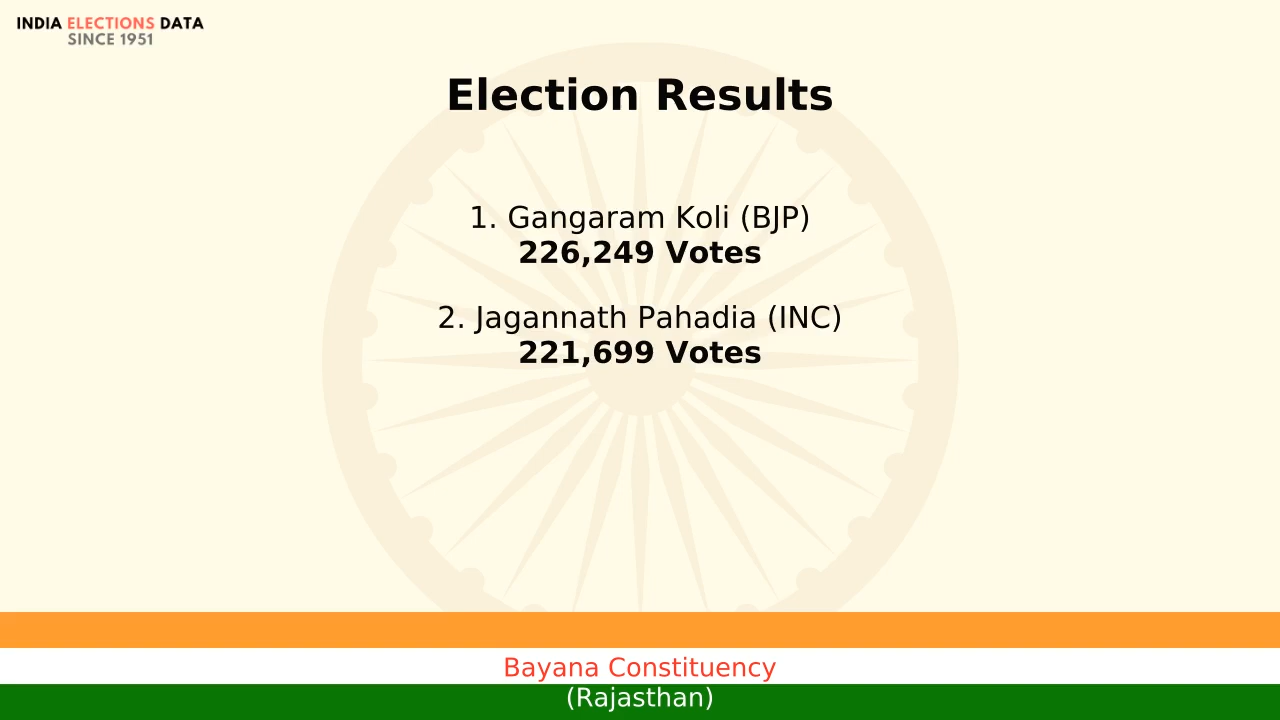 INDIA ELECTIONS DATA
SINCE 1951
Election Results
1. Gangaram Koli (BJP)
226,249 Votes
2. Jagannath Pahadia (INC)
221,699 Votes
Bayana Constituency
(Rajasthan)